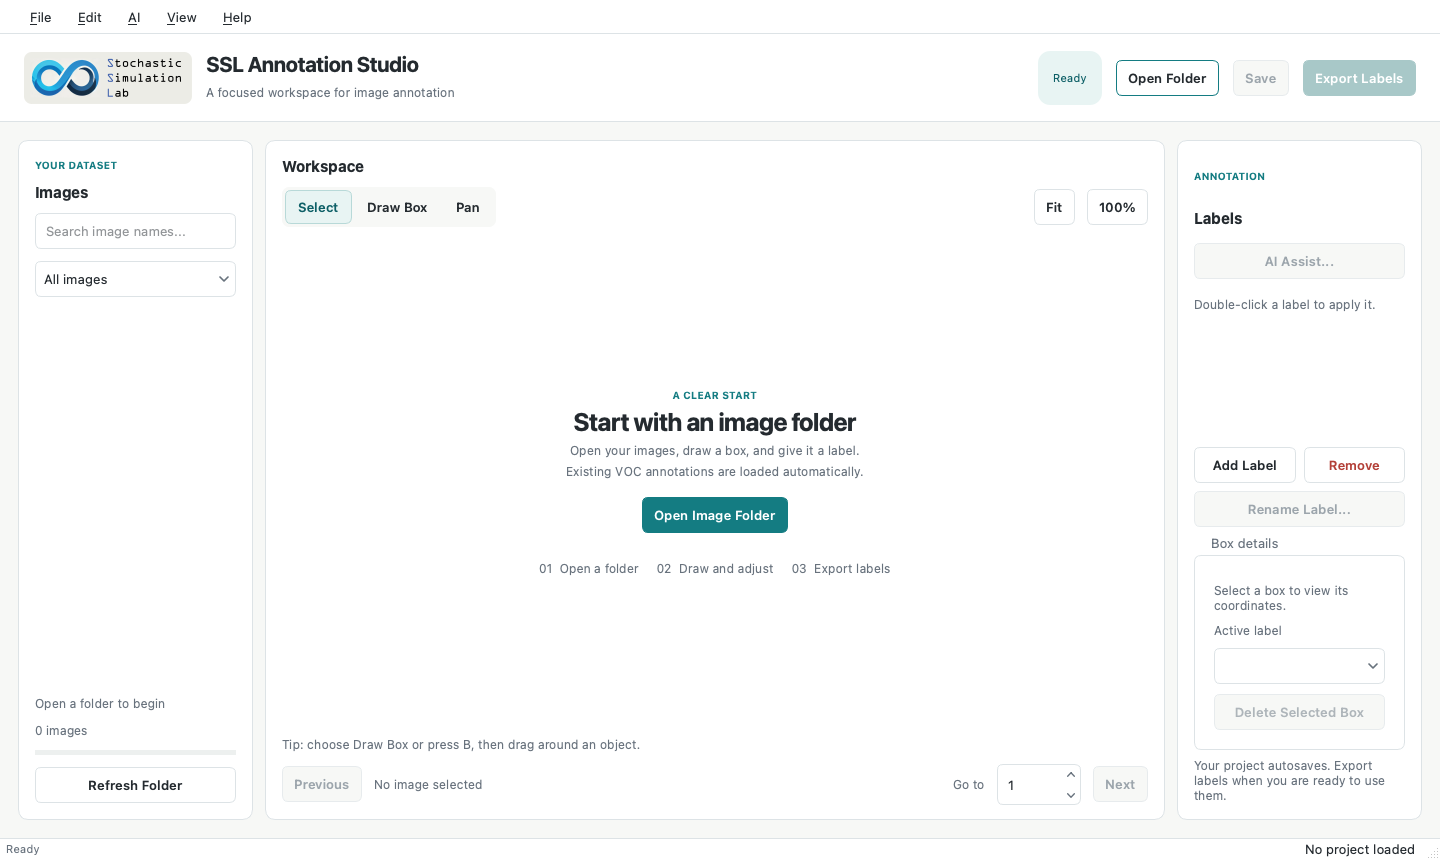 File Edit AI View Help
Stochastic
Simulation
Lab
SSL Annotation Studio
A focused workspace for image annotation
Ready
Open Folder
Save
Export Labels
YOUR DATASET
Images
Search image names...
All images
Open a folder to begin
0 images
Refresh Folder
Workspace
Select
Draw Box
Pan
Fit
100%
A CLEAR START
Start with an image folder
Open your images, draw a box, and give it a label.
Existing VOC annotations are loaded automatically.
Open Image Folder
01 Open a folder
02 Draw and adjust
03 Export labels
Tip: choose Draw Box or press B, then drag around an object.
Previous
No image selected
Go to
1
Next
ANNOTATION
Labels
AI Assist...
Double-click a label to apply it.
Add Label
Remove
Rename Label...
Box details
Select a box to view its
coordinates.
Active label
Delete Selected Box
Your project autosaves. Export
labels when you are ready to use
them.
Ready
No project loaded